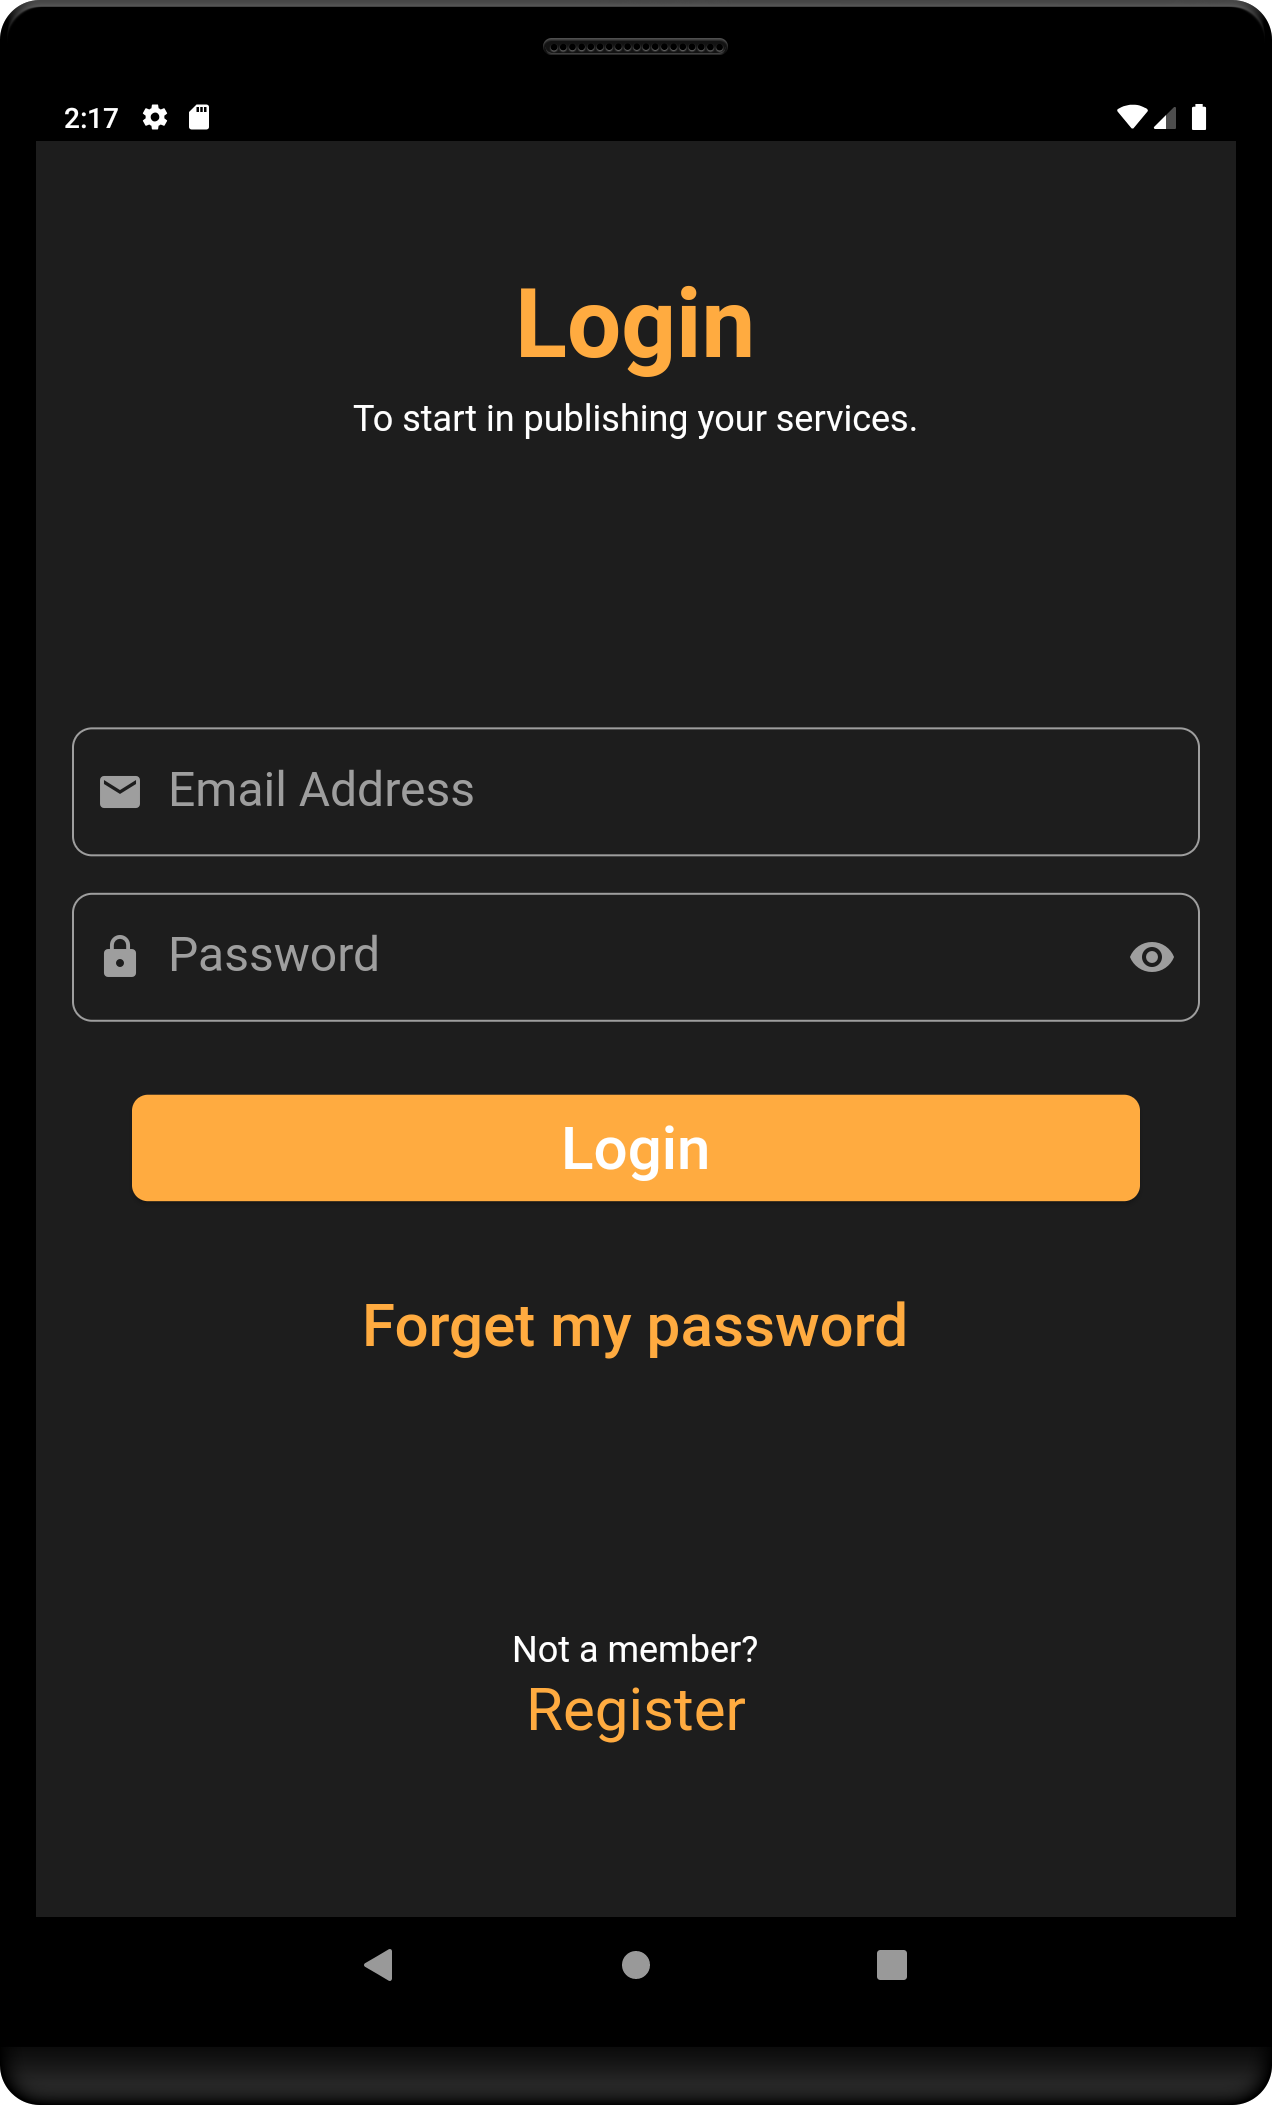 2:17
Login
To start in publishing your services.
Email Address
Password
Login
Forget my password
Not a member?
Register